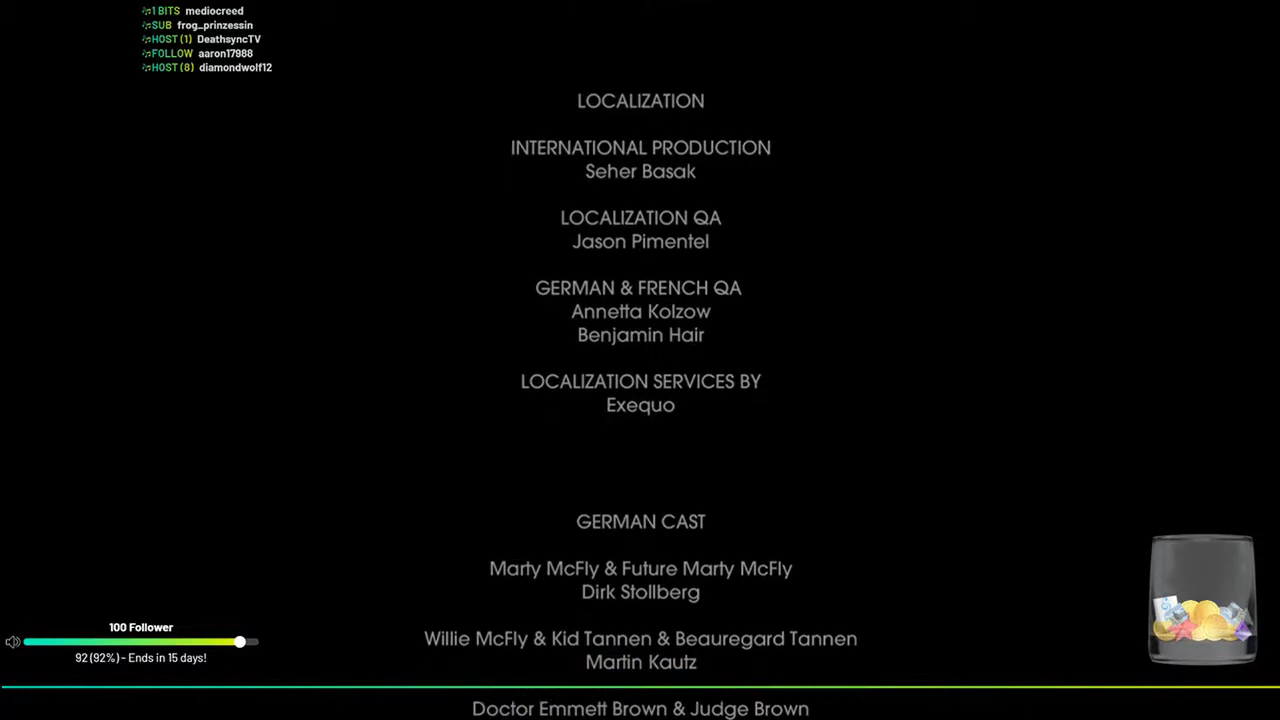 1 BITS mediocreed
SUB frog_prinzessin
HOST (1) DeathsyncTV
FOLLOW aaron17988
HOST (8) diamondwolf12
LOCALIZATION
INTERNATIONAL PRODUCTION
Seher Basak
LOCALIZATION QA
Jason Pimentel
GERMAN & FRENCH QA
Annetta Kolzow
Benjamin Hair
LOCALIZATION SERVICES BY
Exequo
GERMAN CAST
Marty McFly & Future Marty McFly
Dirk Stollberg
100 Follower
Willie McFly & Kid Tannen & Beauregard Tannen
92 (92%) - Ends in 15 days!
Martin Kautz
Doctor Emmett Brown & Judge Brown